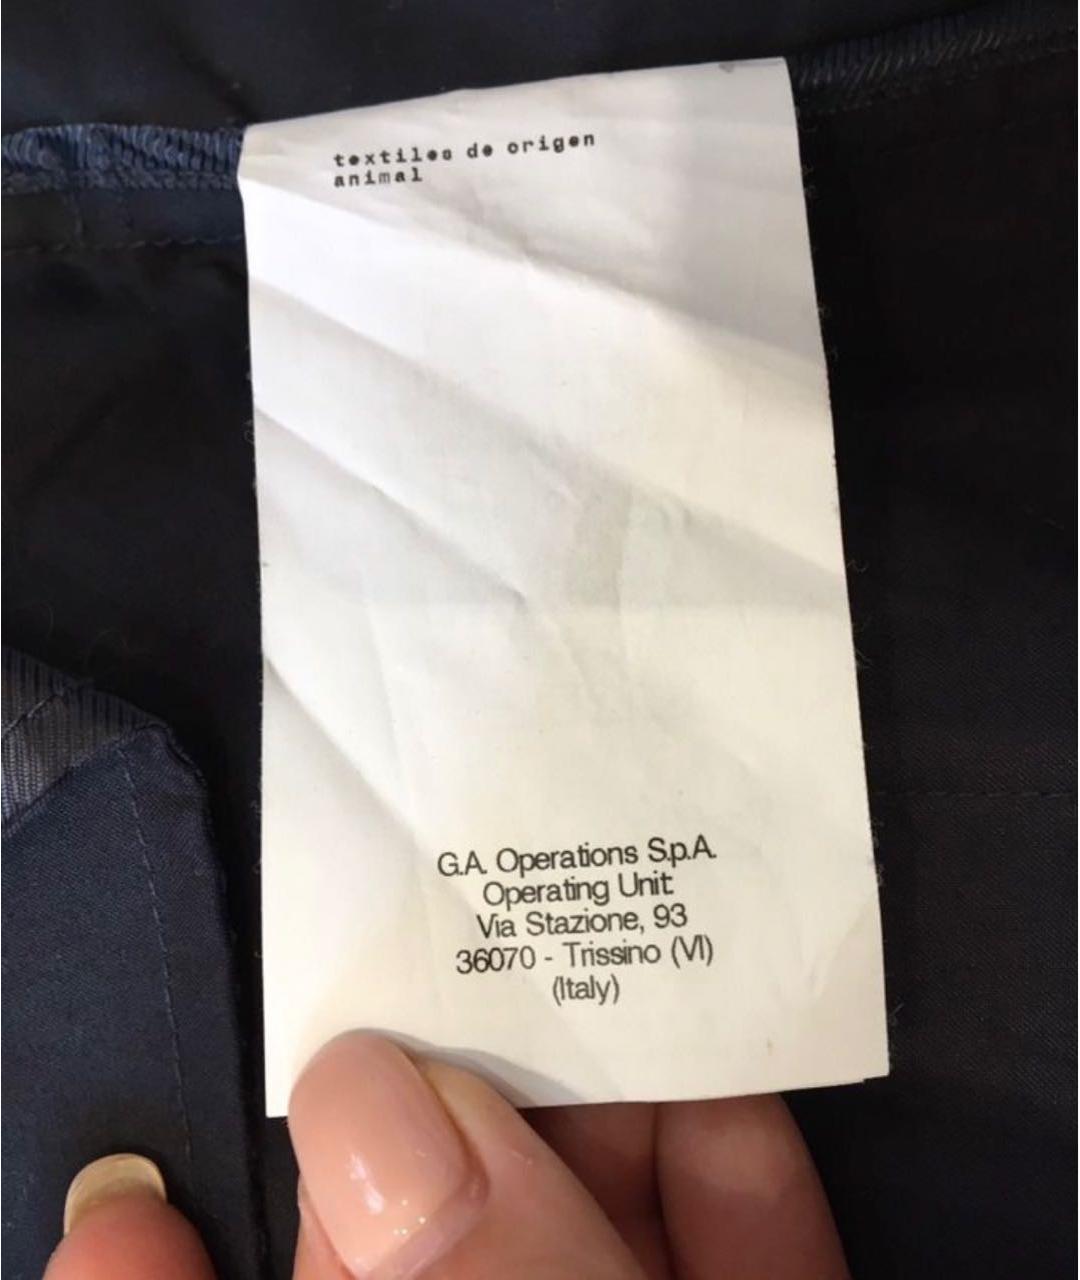 textiles de origen
animal
G.A. Operations S.p.A.
Operating Unit
Via Stazione, 93
36070 - Trissino (VI)
(Italy)